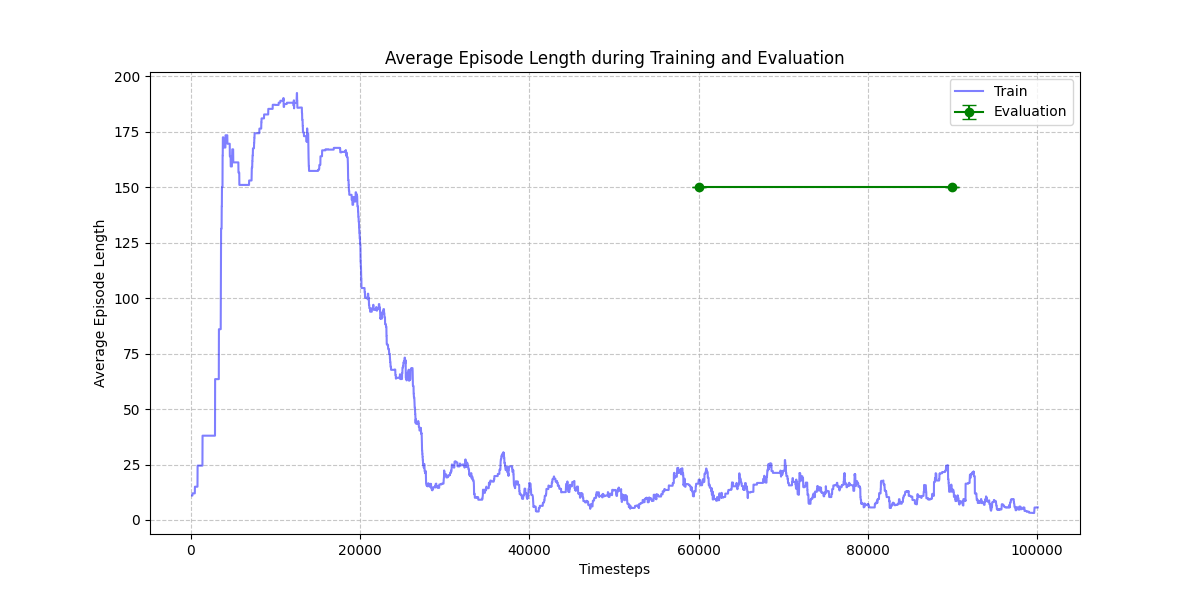 Average Episode Length during Training and Evaluation
Train
Evaluation
Average Episode Length
200
175
150
125
100
75
50
25
0
0 20000 40000 60000 80000 100000
Timesteps